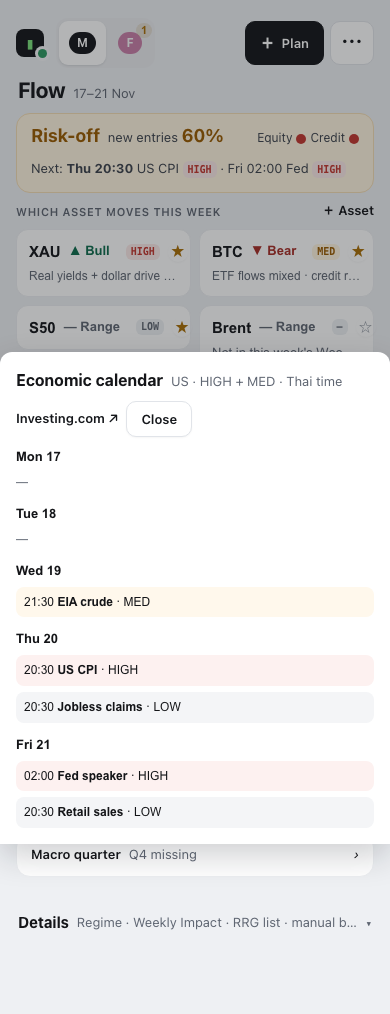 M F 1 + Plan ···
Flow 17–21 Nov
Risk-off new entries 60% Equity Credit
Next: Thu 20:30 US CPI HIGH · Fri 02:00 Fed HIGH
WHICH ASSET MOVES THIS WEEK + Asset
XAU ▲ Bull HIGH ★ BTC ▼ Bear MED ★
Real yields + dollar drive … ETF flows mixed · credit r…
S50 — Range LOW ★ Brent — Range – ☆
Economic calendar US · HIGH + MED · Thai time
Investing.com ↗ Close
Mon 17
—
Tue 18
—
Wed 19
21:30 EIA crude · MED
Thu 20
20:30 US CPI · HIGH
20:30 Jobless claims · LOW
Fri 21
02:00 Fed speaker · HIGH
20:30 Retail sales · LOW
Macro quarter Q4 missing ›
Details Regime · Weekly Impact · RRG list · manual b… ▾